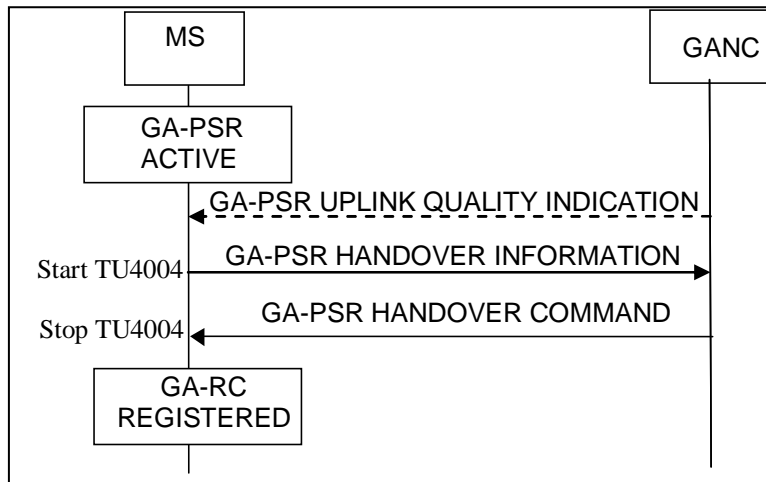 MS
GANC
GA-PSR
ACTIVE
GA-PSR UPLINK QUALITY INDICATION
Start TU4004
GA-PSR HANDOVER INFORMATION
GA-PSR HANDOVER COMMAND
Stop TU4004
GA-RC
REGISTERED